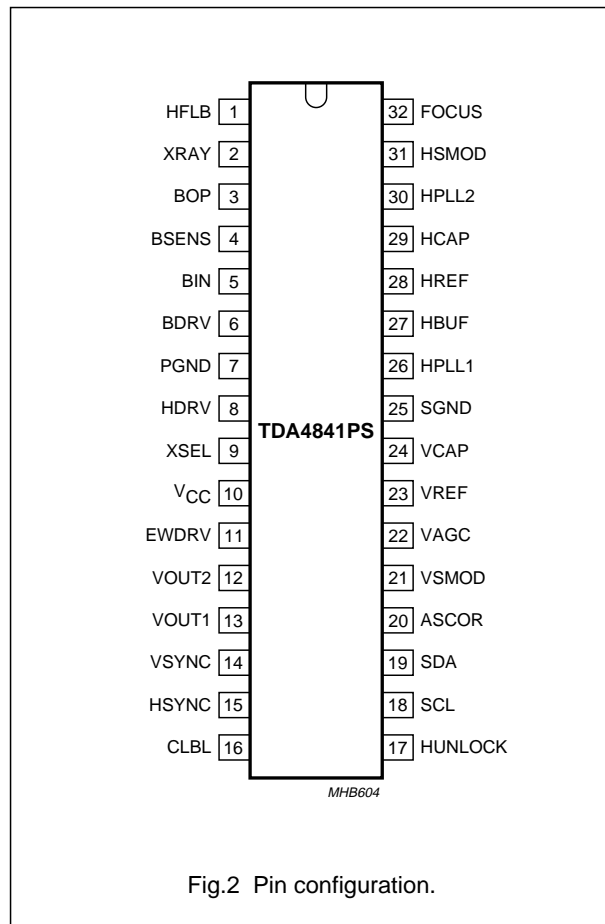 HFLB 1 32 FOCUS
XRAY 2 31 HSMOD
BOP 3 30 HPLL2
BSENS 4 29 HCAP
BIN 5 28 HREF
BDRV 6 27 HBUF
PGND 7 26 HPLL1
HDRV 8 25 SGND
TDA4841PS
XSEL 9 24 VCAP
VCC 10 23 VREF
EWDRV 11 22 VAGC
VOUT2 12 21 VSMOD
VOUT1 13 20 ASCOR
VSYNC 14 19 SDA
HSYNC 15 18 SCL
CLBL 16 17 HUNLOCK
MHB604
Fig.2 Pin configuration.